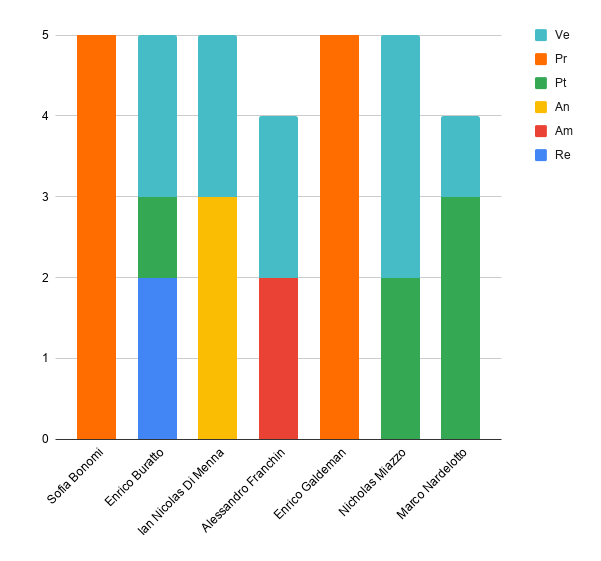 5
4
3
2
1
0
Sofia Bonomi
Enrico Buratto
Ian Nicolas Di Menna
Alessandro Franchin
Enrico Galdeman
Nicholas Miazzo
Marco Nardelotto
Ve
Pr
Pt
An
Am
Re